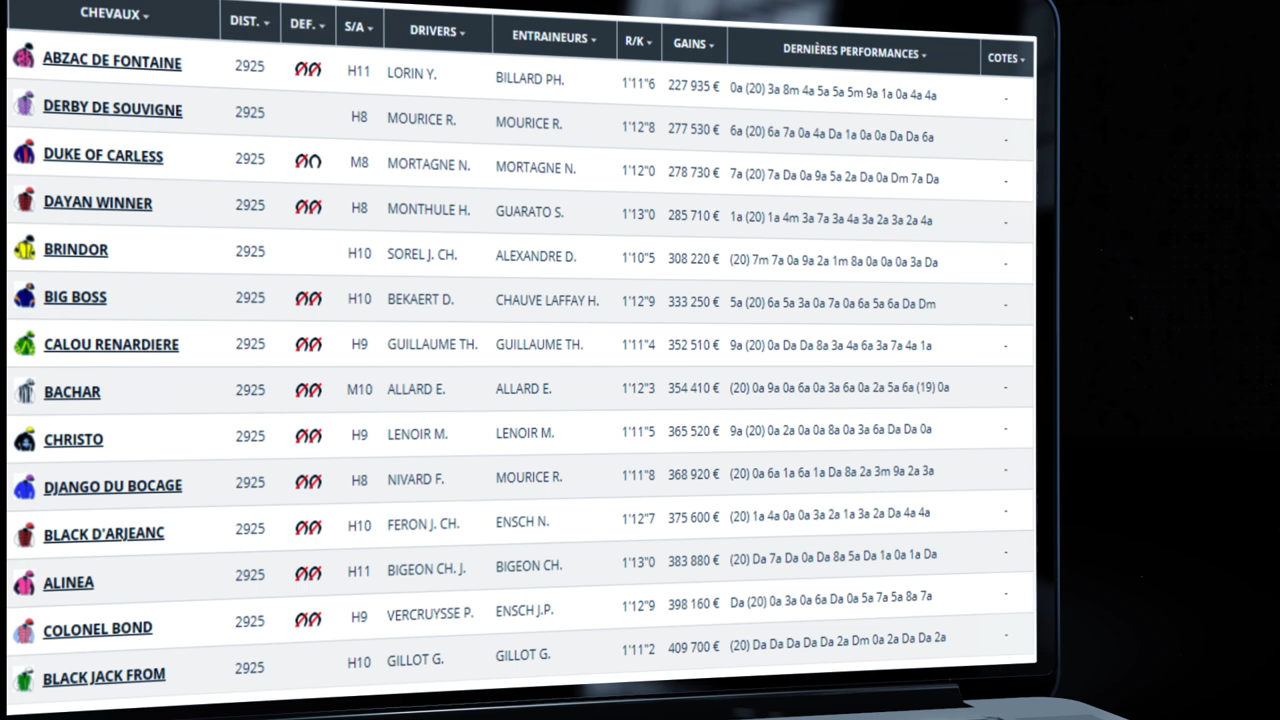 CHEVAUX DIST. DEF. S/A DRIVERS ENTRAINEURS R/K GAINS DERNIÈRES PERFORMANCES COTES
ABZAC DE FONTAINE 2925 H11 LORIN Y. BILLARD PH. 1'11"6 227 935 € 0a (20) 3a 8m 4a 5a 5a 5m 9a 1a 0a 4a 4a -
DERBY DE SOUVIGNE 2925 H8 MOURICE R. MOURICE R. 1'12"8 277 530 € 6a (20) 6a 7a 0a 4a Da 1a 0a 0a Da Da 6a -
DUKE OF CARLESS 2925 M8 MORTAGNE N. MORTAGNE N. 1'12"0 278 730 € 7a (20) 7a Da 0a 9a 5a 2a Da 0a Dm 7a Da -
DAYAN WINNER 2925 H8 MONTHULE H. GUARATO S. 1'13"0 285 710 € 1a (20) 1a 4m 3a 7a 3a 4a 3a 2a 3a 2a 4a -
BRINDOR 2925 H10 SOREL J. CH. ALEXANDRE D. 1'10"5 308 220 € (20) 7m 7a 0a 9a 2a 1m 8a 0a 0a 0a 3a Da -
BIG BOSS 2925 H10 BEKAERT D. CHAUVE LAFFAY H. 1'12"9 333 250 € 5a (20) 6a 5a 3a 0a 7a 0a 6a 5a 6a Da Dm -
CALOU RENARDIERE 2925 H9 GUILLAUME TH. GUILLAUME TH. 1'11"4 352 510 € 9a (20) 0a Da Da 8a 3a 4a 6a 3a 7a 4a 1a -
BACHAR 2925 M10 ALLARD E. ALLARD E. 1'12"3 354 410 € (20) 0a 9a 0a 6a 0a 3a 6a 0a 2a 5a 6a (19) 0a -
CHRISTO 2925 H9 LENOIR M. LENOIR M. 1'11"5 365 520 € 9a (20) 0a 2a 0a 0a 8a 0a 3a 6a Da Da 0a -
DJANGO DU BOCAGE 2925 H8 NIVARD F. MOURICE R. 1'11"8 368 920 € (20) 0a 6a 1a 6a 1a Da 8a 2a 3m 9a 2a 3a -
BLACK D'ARJEANC 2925 H10 FERON J. CH. ENSCH N. 1'12"7 375 600 € (20) 1a 4a 0a 0a 3a 2a 1a 3a 2a Da 4a 4a -
ALINEA 2925 H11 BIGEON CH. J. BIGEON CH. 1'13"0 383 880 € (20) Da 7a Da 0a Da 8a 5a Da 1a 0a 1a Da -
COLONEL BOND 2925 H9 VERCRUYSSE P. ENSCH J.P. 1'12"9 398 160 € Da (20) 0a 3a 0a 6a Da 0a 5a 7a 5a 8a 7a -
BLACK JACK FROM 2925 H10 GILLOT G. GILLOT G. 1'11"2 409 700 € (20) Da Da Da Da Da 2a Dm 0a 2a Da Da 2a -